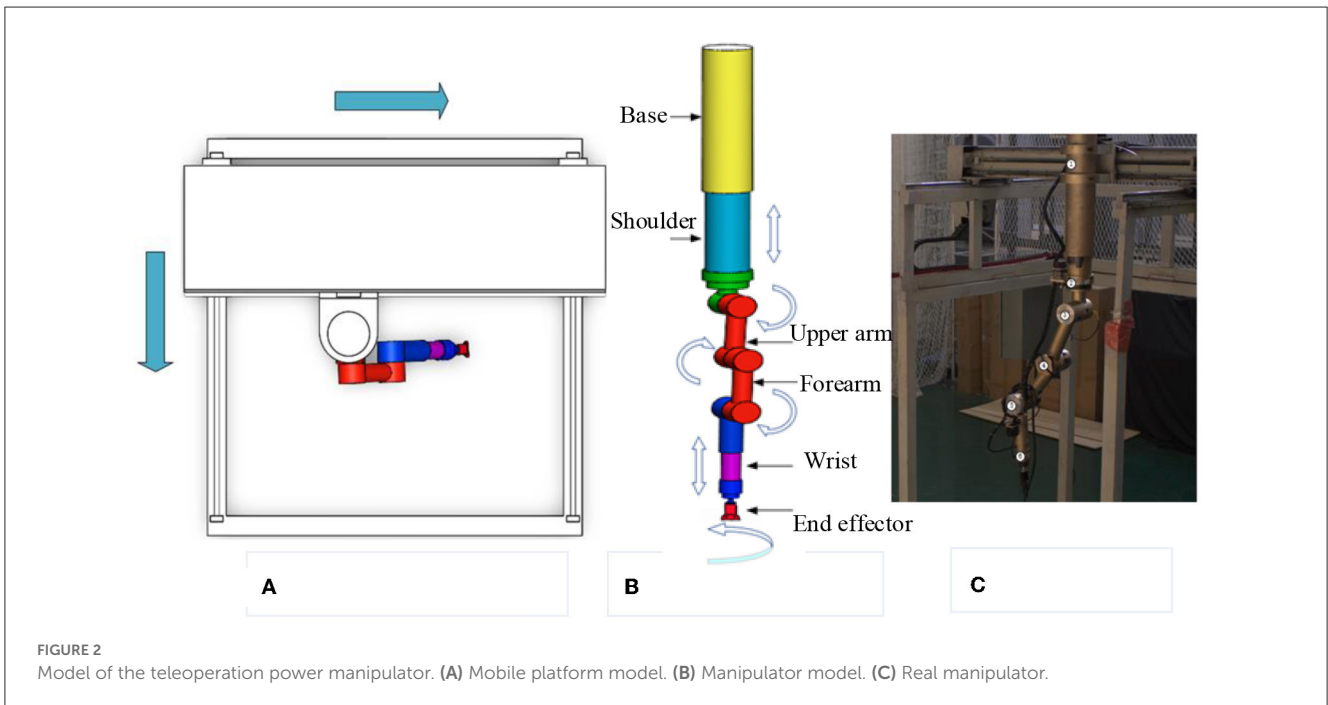 Base
Shoulder
Upper arm
Forearm
Wrist
End effector
A
B
C
FIGURE 2
Model of the teleoperation power manipulator. (A) Mobile platform model. (B) Manipulator model. (C) Real manipulator.